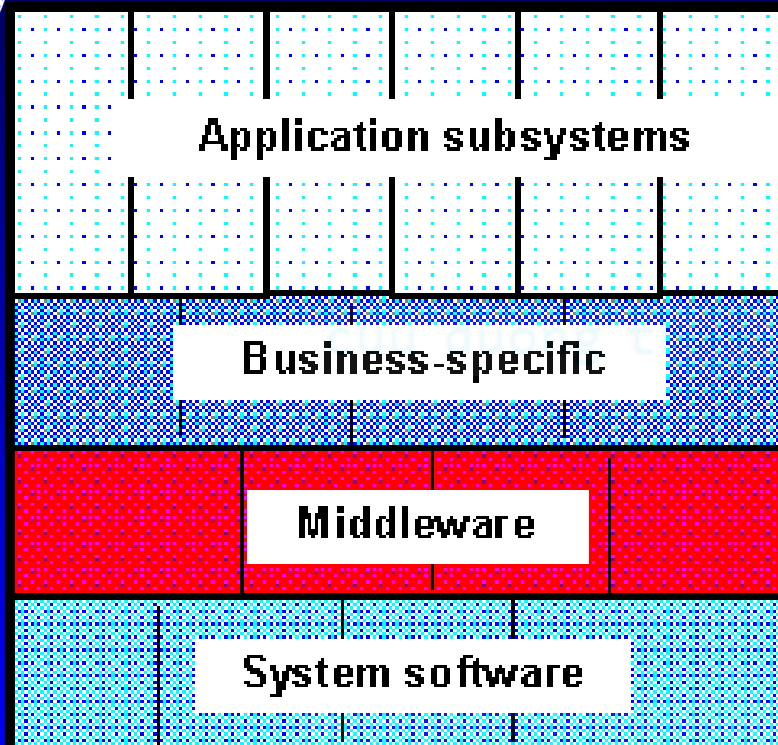 Application subsystems
Business-specific
Middleware
System software